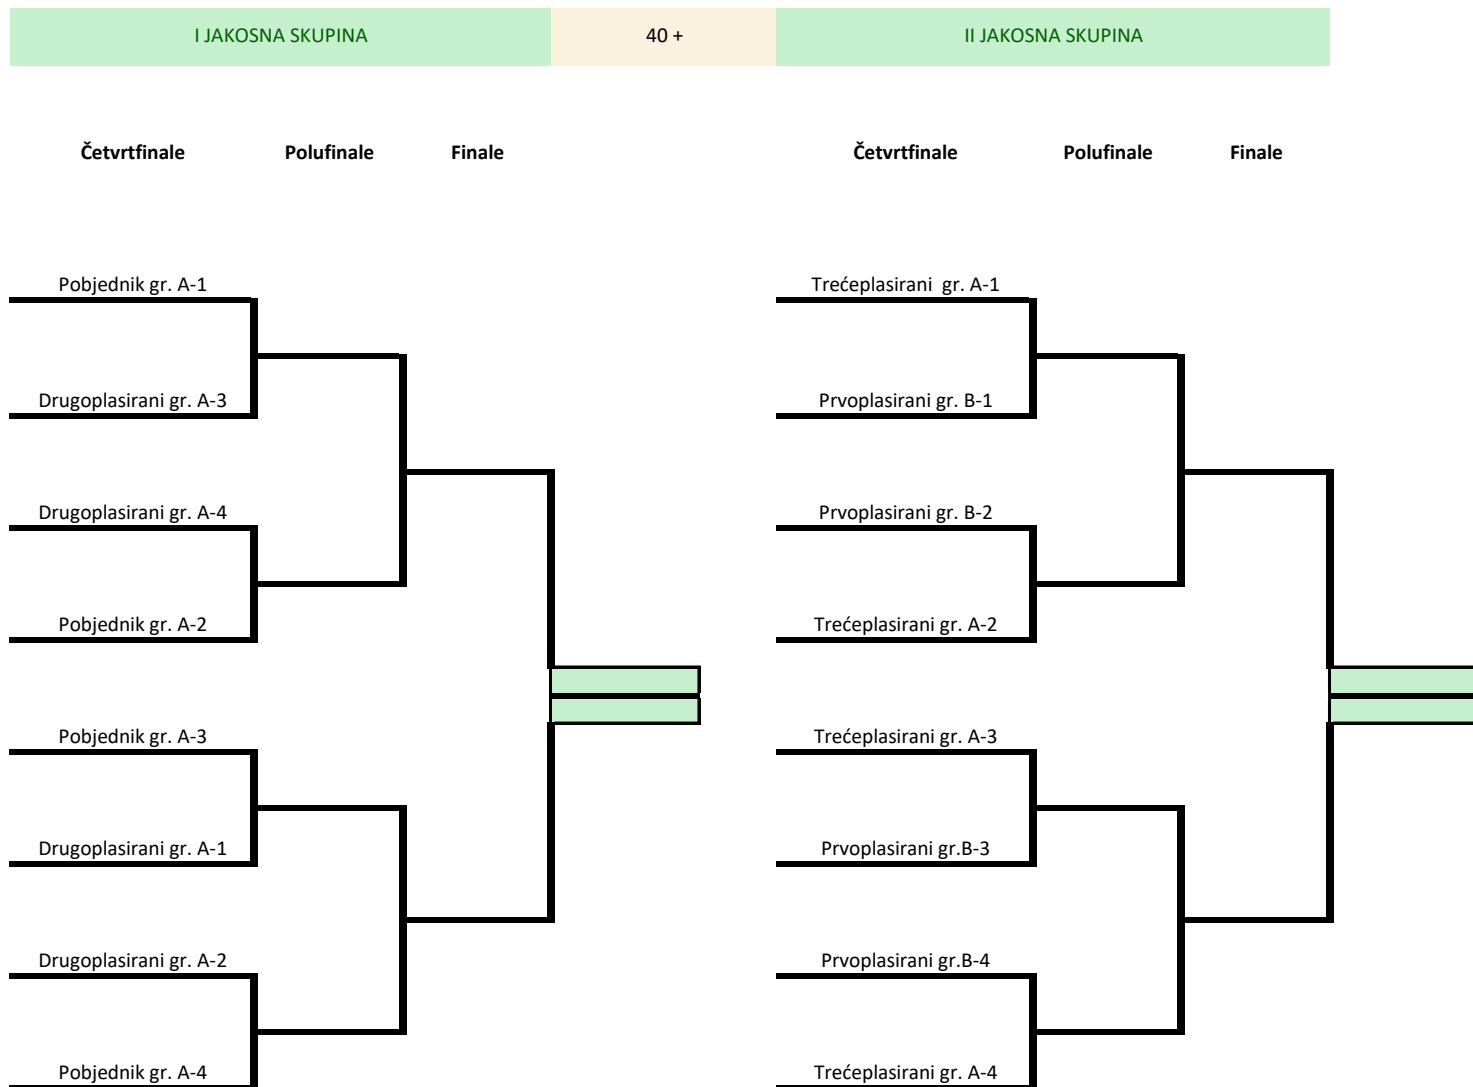 I JAKOSNA SKUPINA
40 +
II JAKOSNA SKUPINA
Četvrtfinale Polufinale Finale
Četvrtfinale Polufinale Finale
Pobjednik gr. A-1
Drugoplasirani gr. A-3
Drugoplasirani gr. A-4
Pobjednik gr. A-2
Pobjednik gr. A-3
Drugoplasirani gr. A-1
Drugoplasirani gr. A-2
Pobjednik gr. A-4
Trećeplasirani  gr. A-1
Prvoplasirani gr. B-1
Prvoplasirani gr. B-2
Trećeplasirani gr. A-2
Trećeplasirani gr. A-3
Prvoplasirani gr.B-3
Prvoplasirani gr.B-4
Trećeplasirani gr. A-4